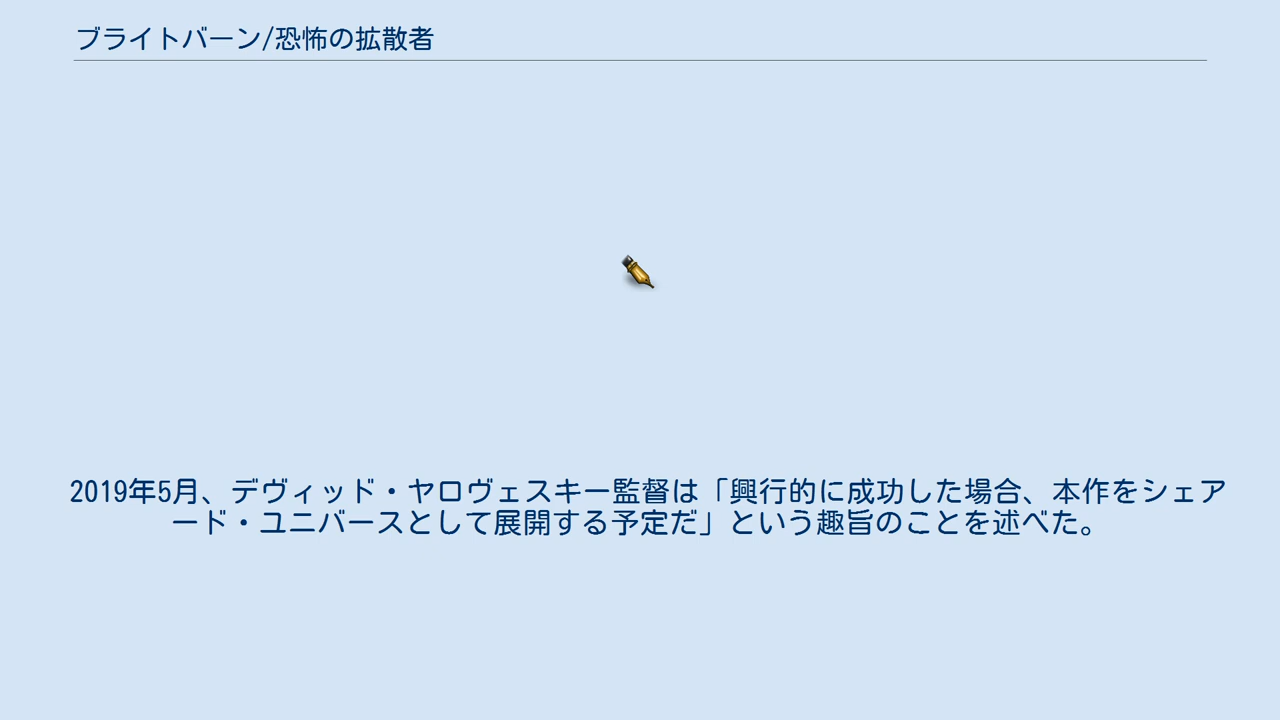 ブライトバーン/恐怖の拡散者
2019年5月、デヴィッド・ヤロヴェスキー監督は「興行的に成功した場合、本作をシェア
ード・ユニバースとして展開する予定だ」という趣旨のことを述べた。